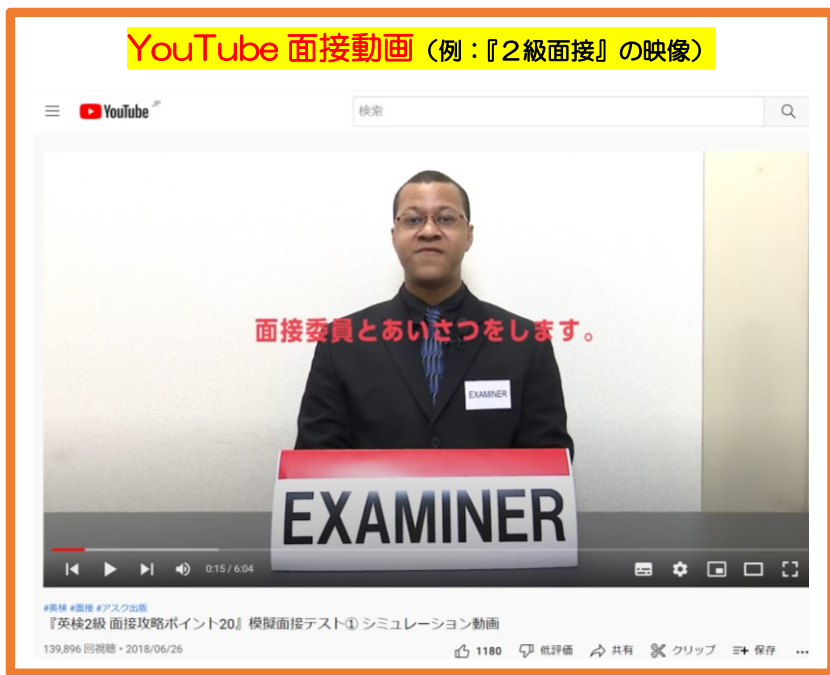 YouTube 面接動画（例：『２級面接』の映像）
YouTube JP
検索
面接委員とあいさつをします。
EXAMINER
EXAMINER
0:15 / 6:04
#英検 #面接 #アスク出版
『英検2級 面接攻略ポイント20』模擬面接テスト① シミュレーション動画
139,896 回視聴・2018/06/26 1180 低評価 共有 クリップ 保存 …